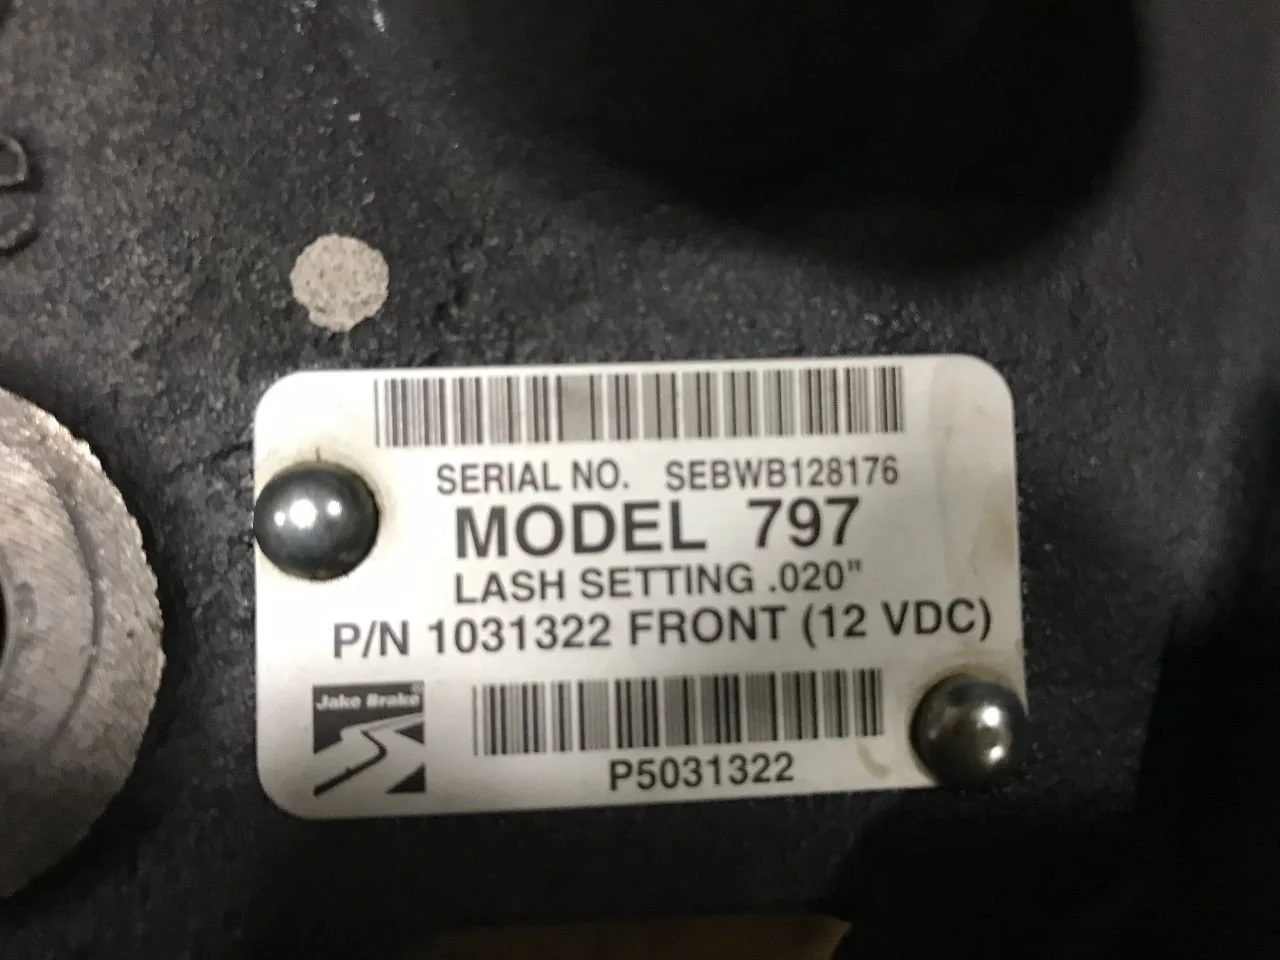 SERIAL NO. SEBWB128176
MODEL 797
LASH SETTING .020"
P/N 1031322 FRONT (12 VDC)
Jake Brake®
P5031322